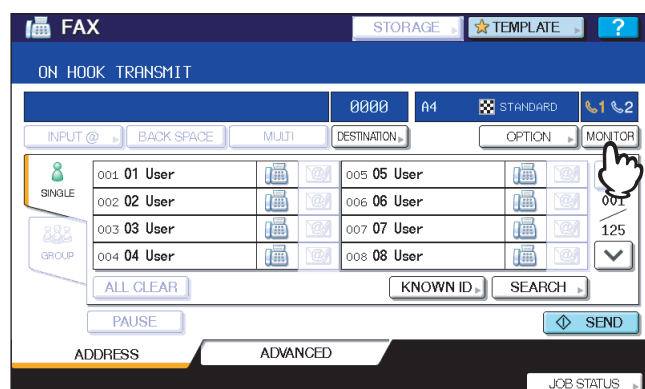 FAX STORAGE TEMPLATE ?
ON HOOK TRANSMIT
0000 A4 STANDARD 1 2
INPUT @ BACK SPACE MULTI DESTINATION OPTION MONITOR
SINGLE
GROUP
001 01 User
002 02 User
003 03 User
004 04 User
005 05 User
006 06 User
007 07 User
008 08 User
001
125
ALL CLEAR KNOWN ID SEARCH
PAUSE SEND
ADDRESS ADVANCED
JOB STATUS